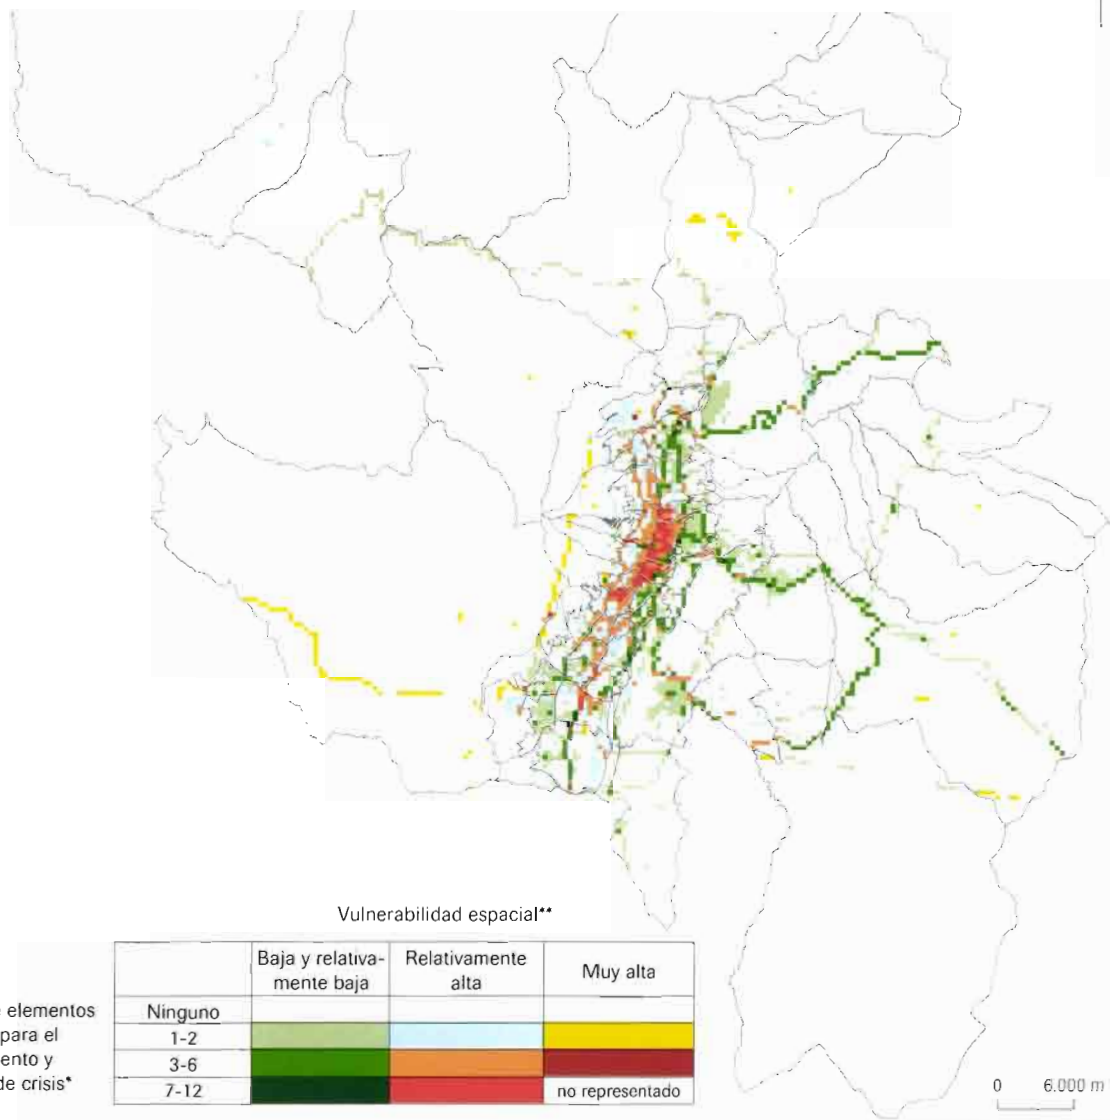 Vulnerabilidad espacial**
Baja y relativa-
mente baja
Relativamente
alta
Muy alta
elementos
para el
ento y
de crisis*
Ninguno
1-2
3-6
7-12
no representado
0 6.000 m